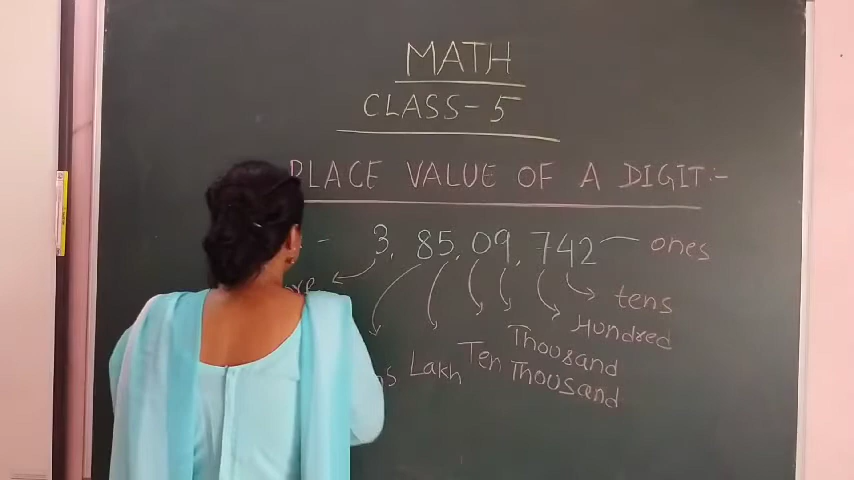 MATH
CLASS-5
PLACE VALUE OF A DIGIT:-
- 3,85,09,742 ones
tens
Hundred
Thousand
Ten Thousand
Lakh